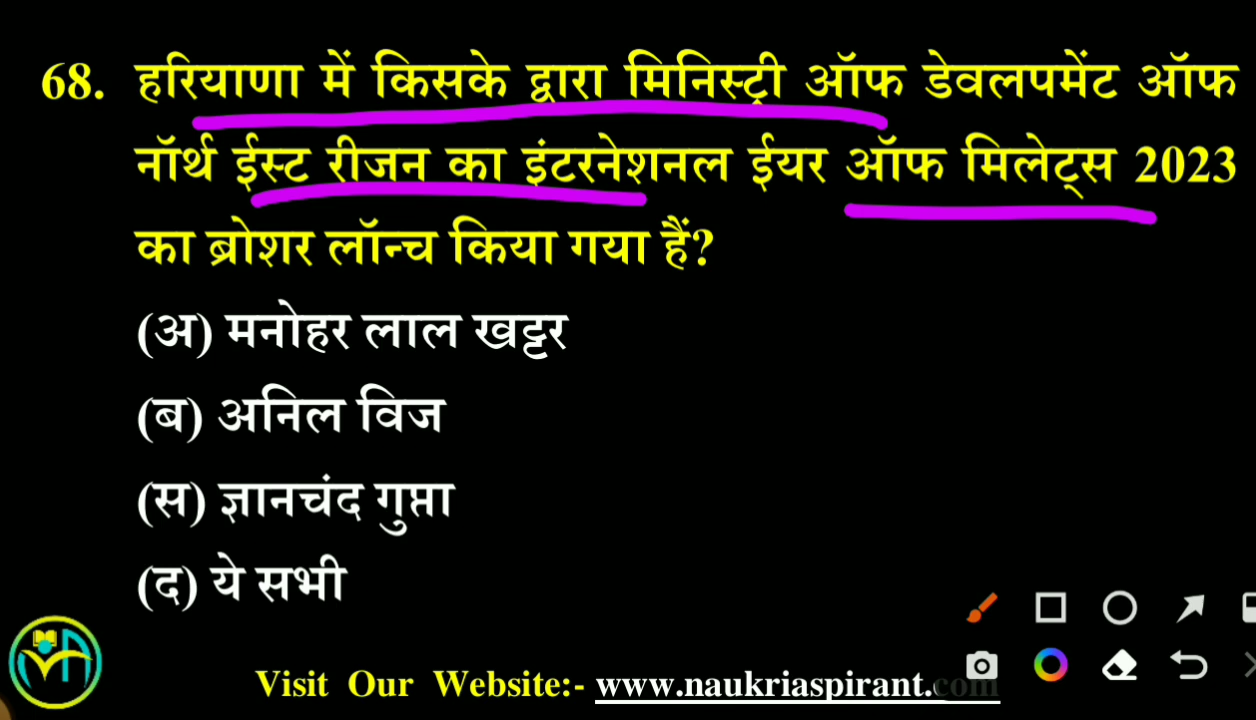 68. हरियाणा में किसके द्वारा मिनिस्ट्री ऑफ डेवलपमेंट ऑफ
नॉर्थ ईस्ट रीजन का इंटरनेशनल ईयर ऑफ मिलेट्स 2023
का ब्रोशर लॉन्च किया गया हैं?
(अ) मनोहर लाल खट्टर
(ब) अनिल विज
(स) ज्ञानचंद गुप्ता
(द) ये सभी
Visit Our Website:- www.naukriaspirant.com